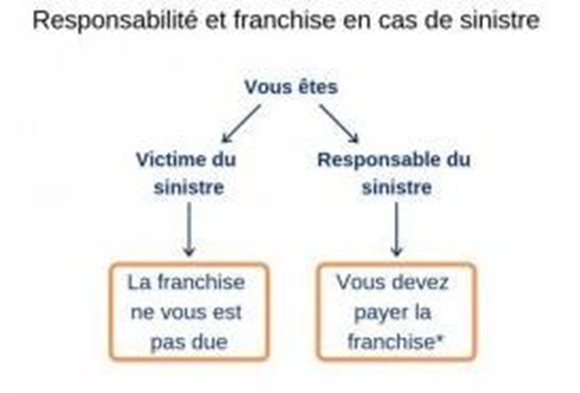 Responsabilité et franchise en cas de sinistre
Vous êtes
Victime du
sinistre
Responsable du
sinistre
La franchise
ne vous est
pas due
Vous devez
payer la
franchise*